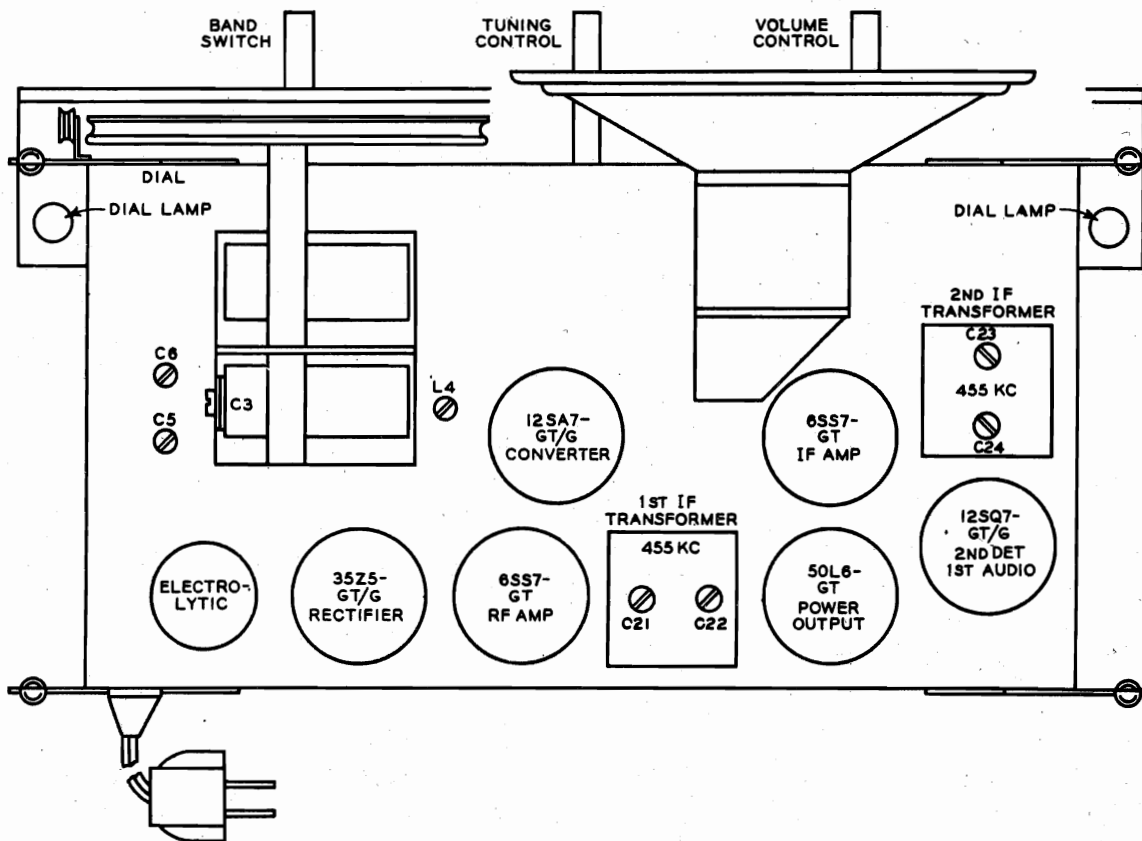 BAND
SWITCH
TUNING
CONTROL
VOLUME
CONTROL
DIAL
DIAL LAMP
DIAL LAMP
2ND IF
TRANSFORMER
C23
455 KC
C24
C6
C5
C3
L4
12SA7-
GT/G
CONVERTER
6SS7-
GT
IF AMP
1ST IF
TRANSFORMER
455 KC
C21
C22
12SQ7-
GT/G
2ND DET
1ST AUDIO
ELECTRO-
LYTIC
35Z5-
GT/G
RECTIFIER
6SS7-
GT
RF AMP
50L6-
GT
POWER
OUTPUT